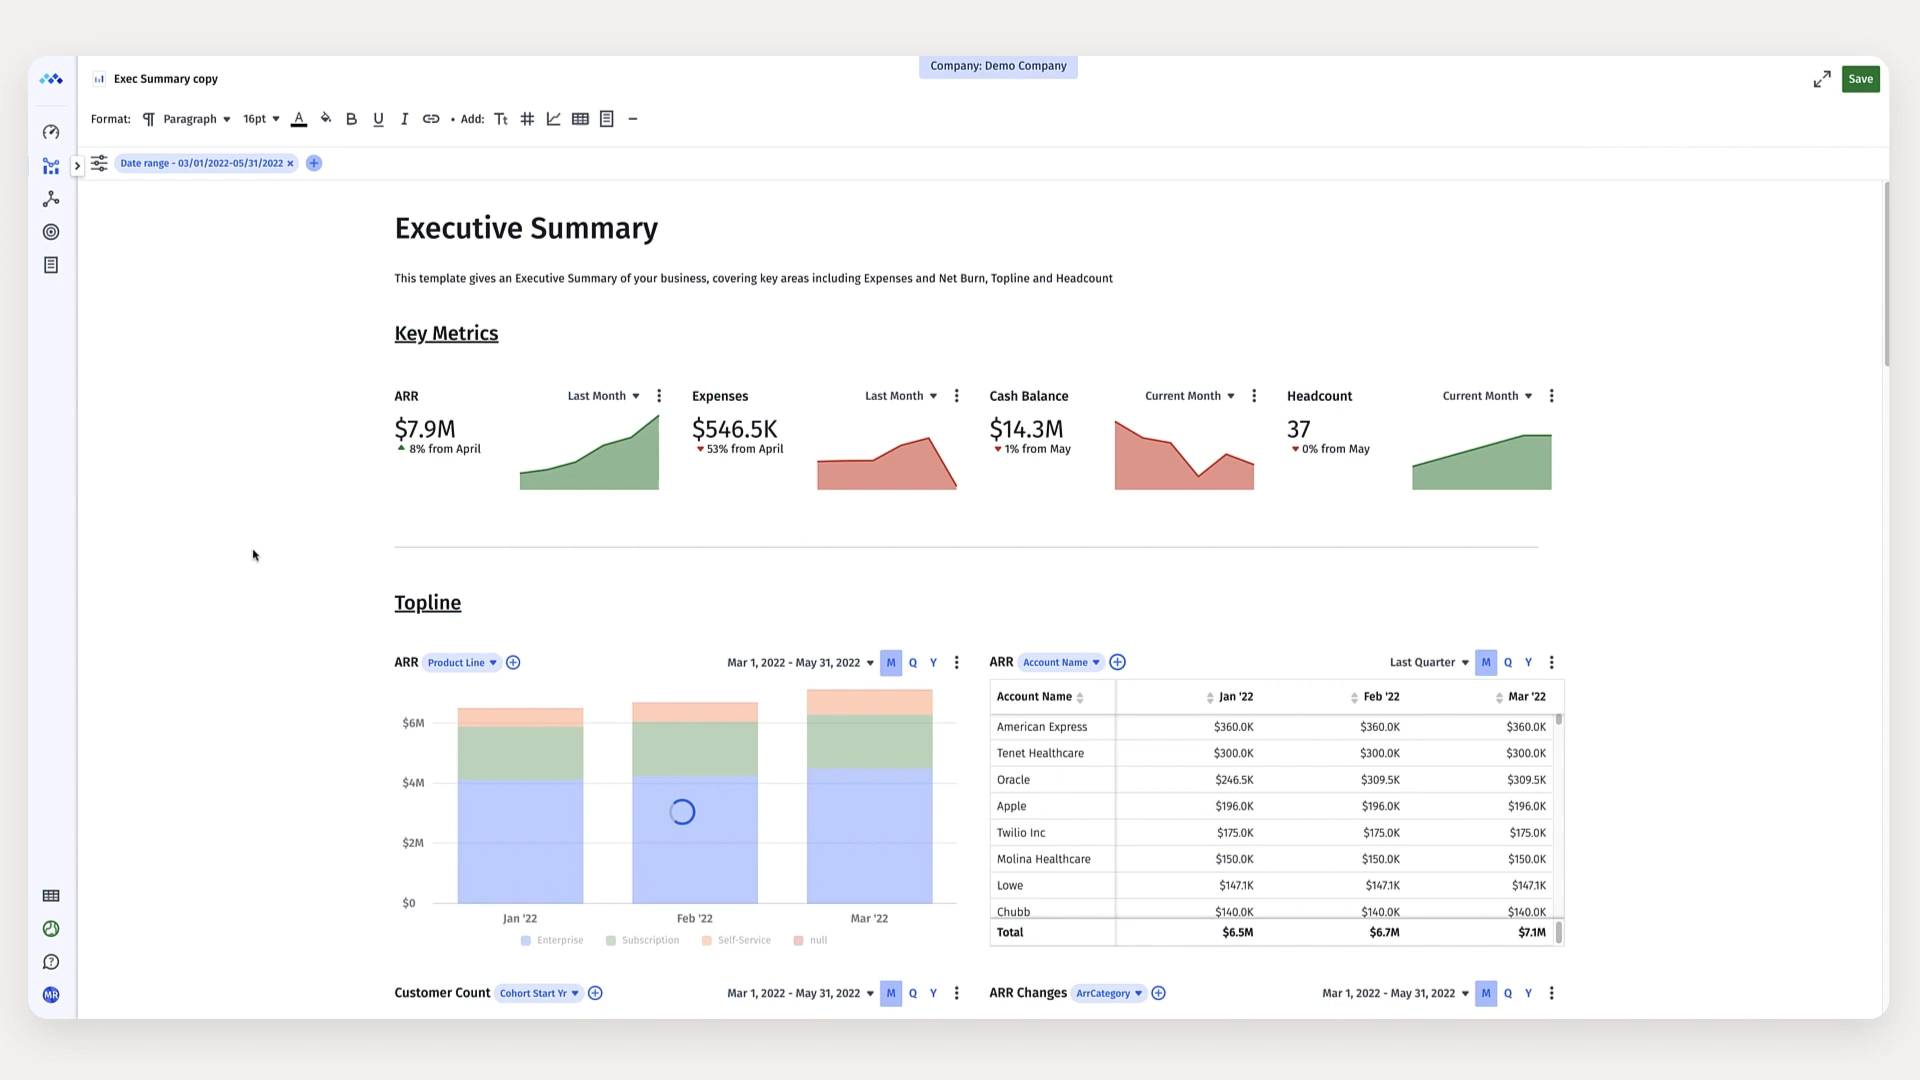 Exec Summary copy
Company: Demo Company
Save
Format: Paragraph 16pt A B U I • Add: Tt
Date range - 03/01/2022-05/31/2022 ×
Executive Summary
This template gives an Executive Summary of your business, covering key areas including Expenses and Net Burn, Topline and Headcount
Key Metrics
ARR Last Month
$7.9M
8% from April
Expenses Last Month
$546.5K
53% from April
Cash Balance Current Month
$14.3M
1% from May
Headcount Current Month
37
0% from May
Topline
ARR Product Line Mar 1, 2022 - May 31, 2022 M Q Y
$6M
$4M
$2M
$0
Jan '22 Feb '22 Mar '22
Enterprise Subscription Self-Service null
ARR Account Name Last Quarter M Q Y
Account Name Jan '22 Feb '22 Mar '22
American Express $360.0K $360.0K $360.0K
Tenet Healthcare $300.0K $300.0K $300.0K
Oracle $246.5K $309.5K $309.5K
Apple $196.0K $196.0K $196.0K
Twilio Inc $175.0K $175.0K $175.0K
Molina Healthcare $150.0K $150.0K $150.0K
Lowe $147.1K $147.1K $147.1K
Chubb $140.0K $140.0K $140.0K
Total $6.5M $6.7M $7.1M
Customer Count Cohort Start Yr Mar 1, 2022 - May 31, 2022 M Q Y
ARR Changes ArrCategory Mar 1, 2022 - May 31, 2022 M Q Y
MR